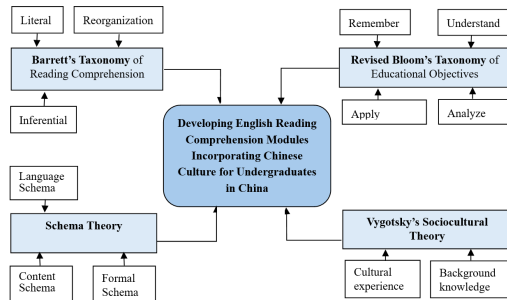 Literal
Reorganization
Barrett's Taxonomy of
Reading Comprehension
Inferential
Remember
Understand
Revised Bloom's Taxonomy of
Educational Objectives
Apply
Analyze
Developing English Reading
Comprehension Modules
Incorporating Chinese
Culture for Undergraduates
in China
Language
Schema
Schema Theory
Content
Schema
Formal
Schema
Vygotsky's Sociocultural
Theory
Cultural
experience
Background
knowledge